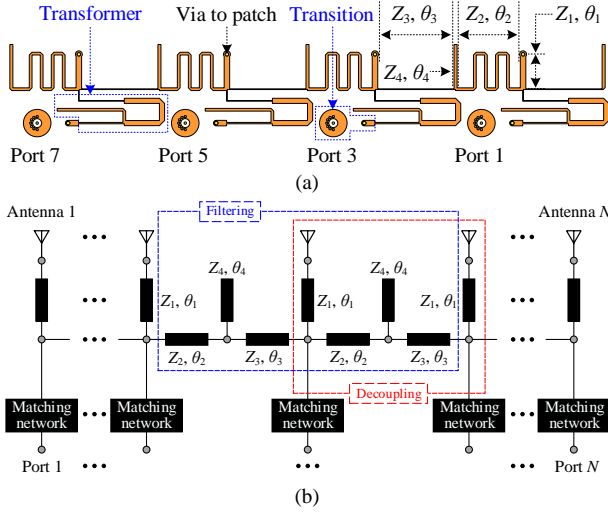 Transformer
Via to patch
Transition
Z3, θ3
Z2, θ2
Z1, θ1
Z4, θ4
Port 7
Port 5
Port 3
Port 1
(a)
Antenna 1
Filtering
Antenna N
Z4, θ4
Z4, θ4
Z1, θ1
Z1, θ1
Z1, θ1
Z2, θ2
Z3, θ3
Z2, θ2
Z3, θ3
Decoupling
Matching network
Matching network
Matching network
Matching network
Matching network
Port 1
Port N
(b)